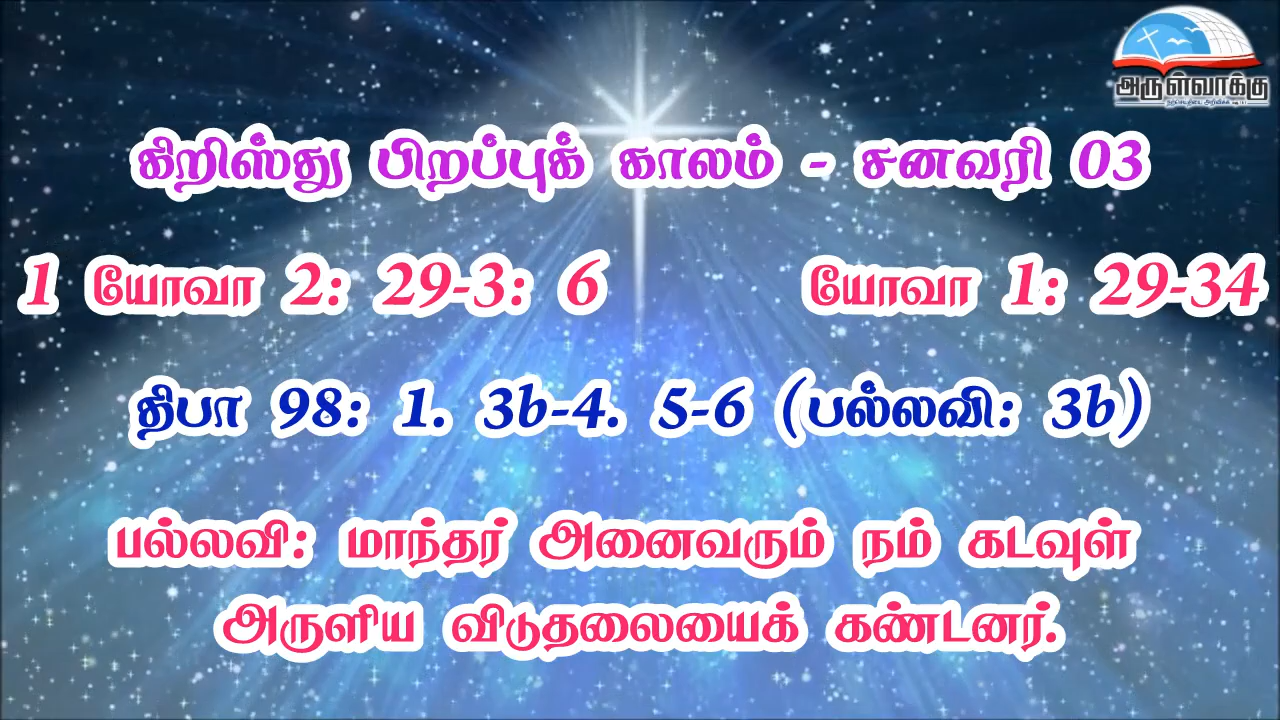 அருள்வாக்கு
கிறிஸ்து பிறப்புக் காலம் - சனவரி 03
1 யோவா 2: 29-3: 6 யோவா 1: 29-34
திபா 98: 1. 3b-4. 5-6 (பல்லவி: 3b)
பல்லவி: மாந்தர் அனைவரும் நம் கடவுள்
அருளிய விடுதலையைக் கண்டனர்.